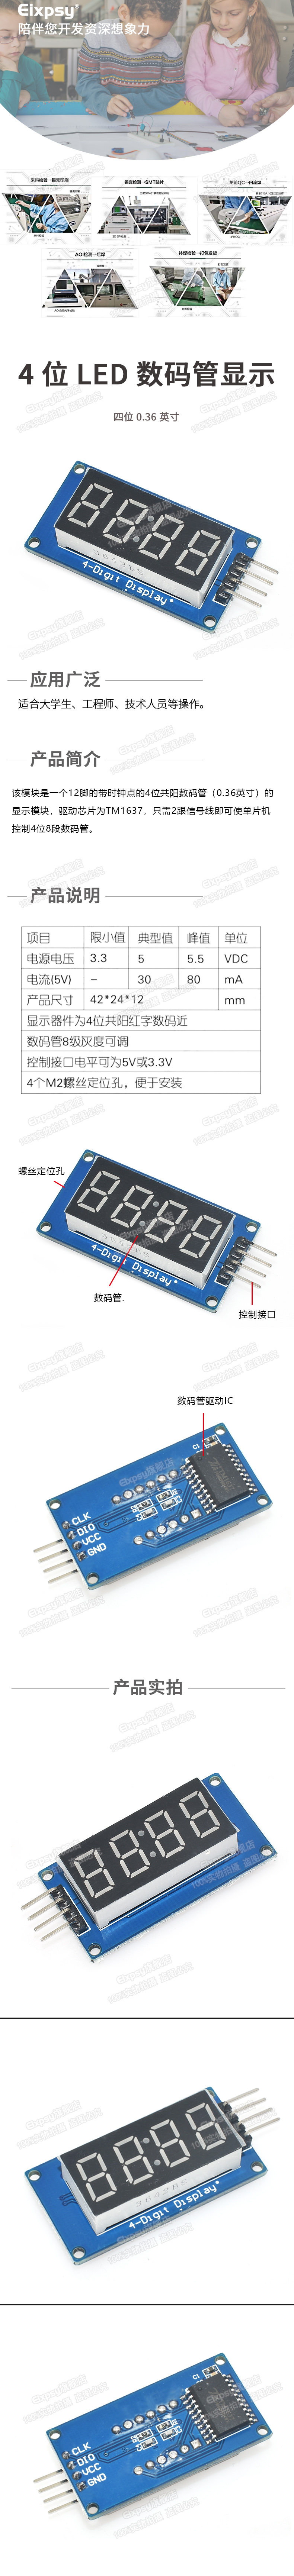 Eixpsy
陪伴您开发资深想象力
4 位 LED 数码管显示
四位 0.36 英寸
4-Digit Display
应用广泛
适合大学生、工程师、技术人员等操作。
产品简介
该模块是一个12脚的带时钟点的4位共阳数码管（0.36英寸）的
显示模块，驱动芯片为TM1637，只需2跟信号线即可使单片机
控制4位8段数码管。
产品说明
项目 限小值 典型值 峰值 单位
电源电压 3.3 5 5.5 VDC
电流(5V) – 30 80 mA
产品尺寸 42*24*12 mm
显示器件为4位共阳红字数码近
数码管8级灰度可调
控制接口电平可为5V或3.3V
4个M2螺丝定位孔，便于安装
螺丝定位孔
4-Digit Display
数码管.
控制接口
数码管驱动IC
C1
CLK
DIO
VCC
GND
产品实拍
4-Digit Display
C1
CLK
DIO
VCC
GND